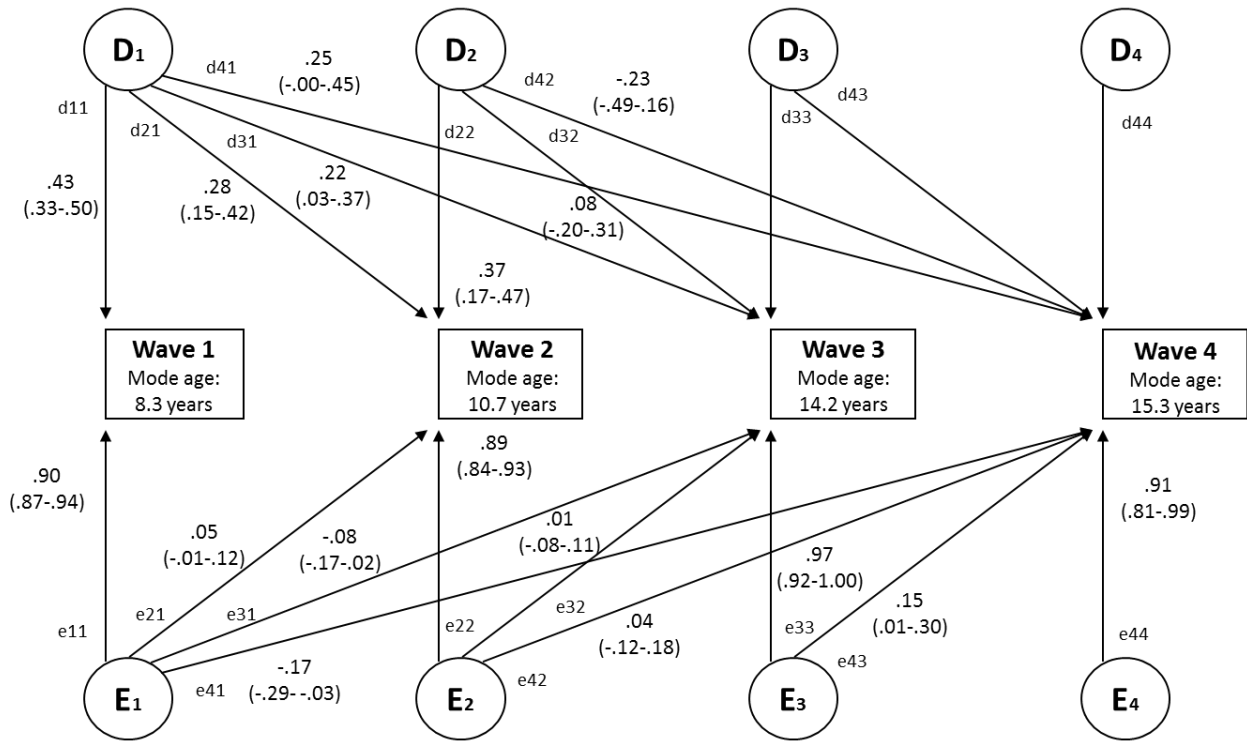 D1
D2
D3
D4
d41
.25
(-.00-.45)
d42
-.23
(-.49-.16)
d43
d11
d21
d31
d22
d32
d33
d44
.43
(.33-.50)
.28
(.15-.42)
.22
(.03-.37)
.08
(-.20-.31)
.37
(.17-.47)
Wave 1
Mode age:
8.3 years
Wave 2
Mode age:
10.7 years
Wave 3
Mode age:
14.2 years
Wave 4
Mode age:
15.3 years
.90
(.87-.94)
.89
(.84-.93)
.91
(.81-.99)
.05
(-.01-.12)
-.08
(-.17-.02)
.01
(-.08-.11)
.97
(.92-1.00)
.15
(.01-.30)
e11
e21
e31
e22
e32
.04
(-.12-.18)
e33
e43
e44
-.17
(-.29- -.03)
e41
e42
E1
E2
E3
E4